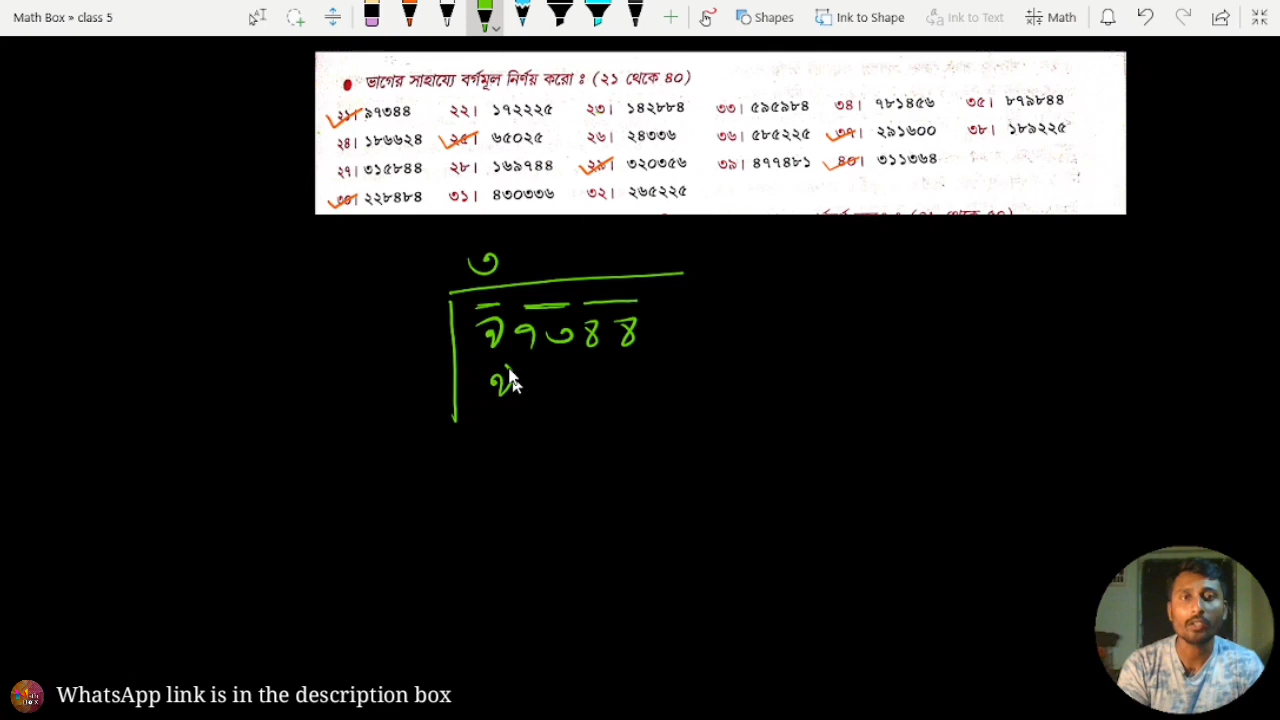 Math Box » class 5
Shapes Ink to Shape Ink to Text Math
ভাগের সাহায্যে বর্গমূল নির্ণয় করো : (২১ থেকে ৪০)
২১। ৯৭৩৪৪ ২২। ১৭২২২৫ ২৩। ১৪২৮৮৪ ৩৩। ৫৯৫৯৮৪ ৩৪। ৭৮১৪৫৬ ৩৫। ৮৭৯৮৪৪
২৪। ১৮৬৬২৪ ২৫। ৬৫০২৫ ২৬। ২৪৩৩৬ ৩৬। ৫৮৫২২৫ ৩৭। ২৯১৬০০ ৩৮। ১৮৯২২৫
২৭। ৩১৫৮৪৪ ২৮। ১৬৯৭৪৪ ২৯। ৩২০৩৫৬ ৩৯। ৪৭৭৪৮১ ৪০। ৩১১৩৬৪
৩০। ২২৮৪৮৪ ৩১। ৪৩০৩৩৬ ৩২। ২৬৫২২৫
৩
৯৭৩৪৪
৯
WhatsApp link is in the description box